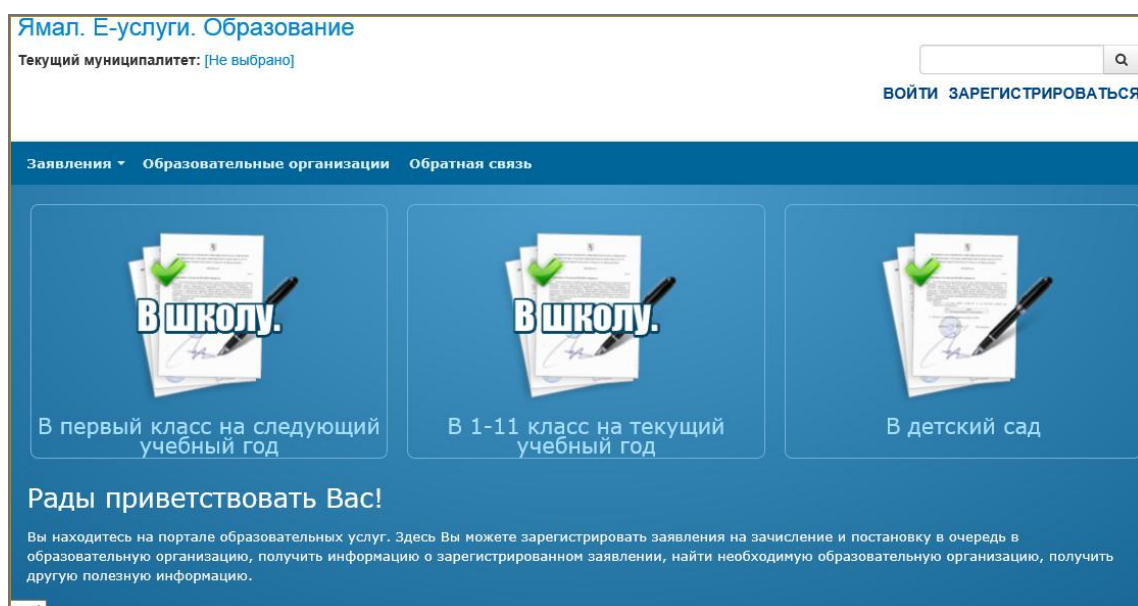 Ямал. Е-услуги. Образование
Текущий муниципалитет: [Не выбрано]
ВОЙТИ ЗАРЕГИСТРИРОВАТЬСЯ
Заявления Образовательные организации Обратная связь
В школу.
В школу.
В первый класс на следующий
учебный год
В 1-11 класс на текущий
учебный год
В детский сад
Рады приветствовать Вас!
Вы находитесь на портале образовательных услуг. Здесь Вы можете зарегистрировать заявления на зачисление и постановку в очередь в
образовательную организацию, получить информацию о зарегистрированном заявлении, найти необходимую образовательную организацию, получить
другую полезную информацию.